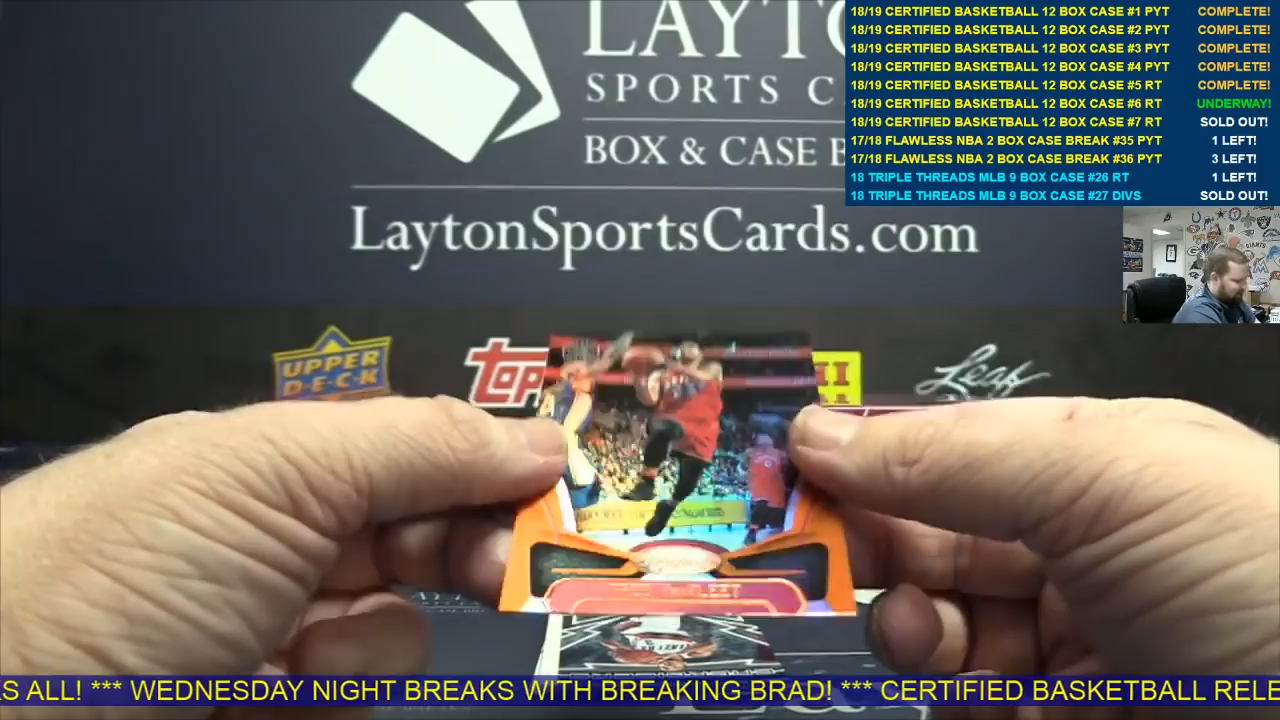 LAYTO
SPORTS C
BOX & CASE B
LaytonSportsCards.com
18/19 CERTIFIED BASKETBALL 12 BOX CASE #1 PYT COMPLETE!
18/19 CERTIFIED BASKETBALL 12 BOX CASE #2 PYT COMPLETE!
18/19 CERTIFIED BASKETBALL 12 BOX CASE #3 PYT COMPLETE!
18/19 CERTIFIED BASKETBALL 12 BOX CASE #4 PYT COMPLETE!
18/19 CERTIFIED BASKETBALL 12 BOX CASE #5 RT COMPLETE!
18/19 CERTIFIED BASKETBALL 12 BOX CASE #6 RT UNDERWAY!
18/19 CERTIFIED BASKETBALL 12 BOX CASE #7 RT SOLD OUT!
17/18 FLAWLESS NBA 2 BOX CASE BREAK #35 PYT 1 LEFT!
17/18 FLAWLESS NBA 2 BOX CASE BREAK #36 PYT 3 LEFT!
18 TRIPLE THREADS MLB 9 BOX CASE #26 RT 1 LEFT!
18 TRIPLE THREADS MLB 9 BOX CASE #27 DIVS SOLD OUT!
UPPER
DECK
Topp
Leaf
S ALL! *** WEDNESDAY NIGHT BREAKS WITH BREAKING BRAD! *** CERTIFIED BASKETBALL RELE